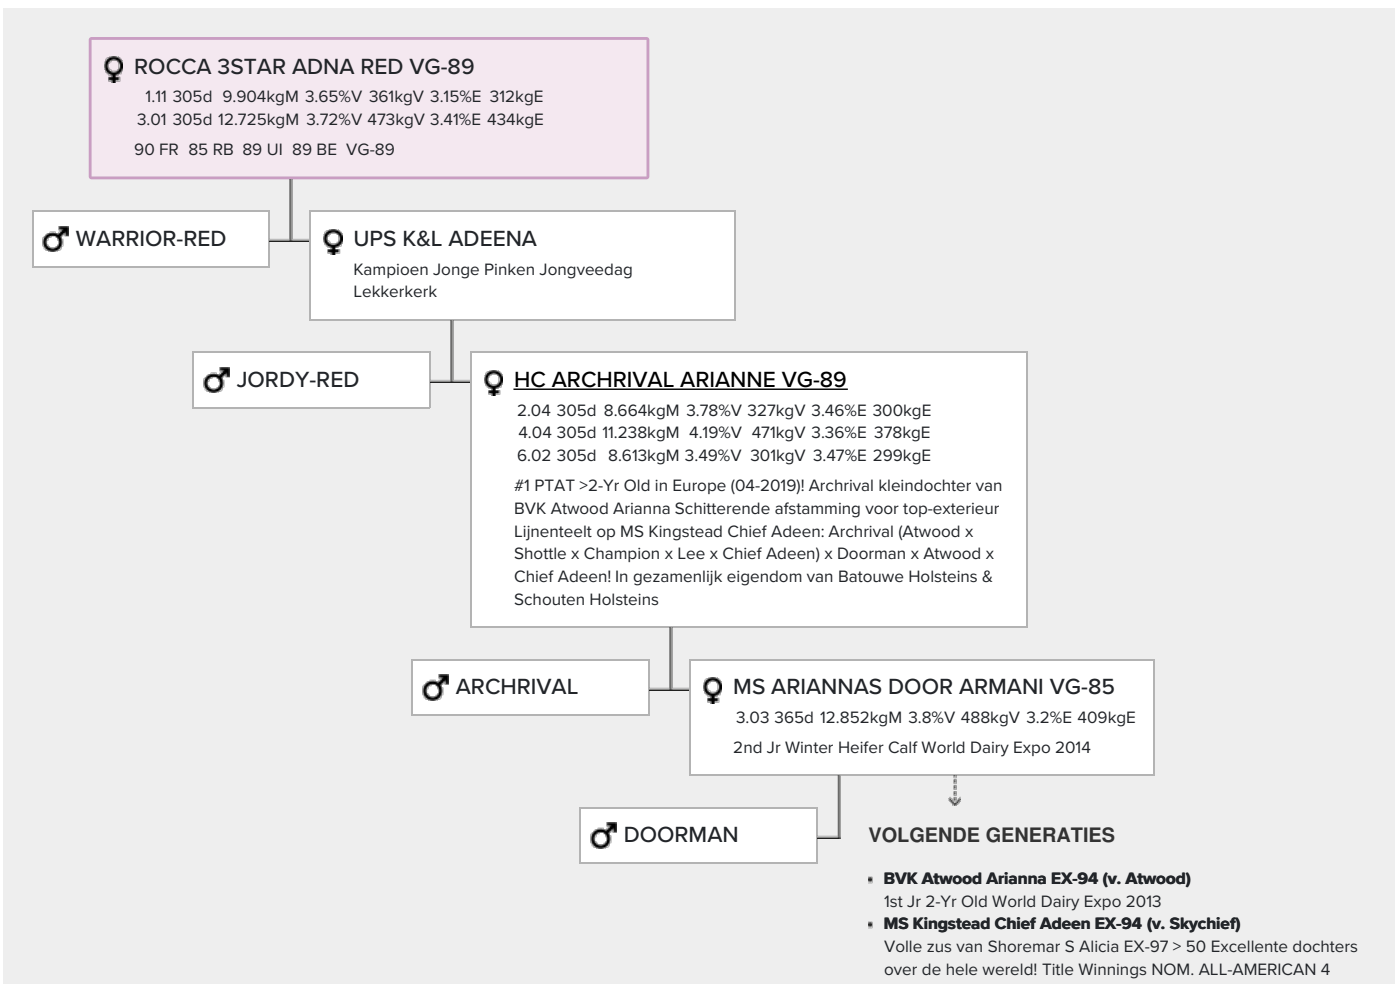 ROCCA 3STAR ADNA RED VG-89
1.11 305d 9.904kgM 3.65%V 361kgV 3.15%E 312kgE
3.01 305d 12.725kgM 3.72%V 473kgV 3.41%E 434kgE
90 FR 85 RB 89 UI 89 BE VG-89
WARRIOR-RED
UPS K&L ADEENA
Kampioen Jonge Pinken Jongveedag
Lekkerkerk
JORDY-RED
HC ARCHRIVAL ARIANNE VG-89
2.04 305d 8.664kgM 3.78%V 327kgV 3.46%E 300kgE
4.04 305d 11.238kgM 4.19%V 471kgV 3.36%E 378kgE
6.02 305d 8.613kgM 3.49%V 301kgV 3.47%E 299kgE
#1 PTAT >2-Yr Old in Europe (04-2019)! Archrival kleindochter van
BVK Atwood Arianna Schitterende afstamming voor top-exterieur
Lijnenteelt op MS Kingstead Chief Adeen: Archrival (Atwood x
Shottle x Champion x Lee x Chief Adeen) x Doorman x Atwood x
Chief Adeen! In gezamenlijk eigendom van Batouwe Holsteins &
Schouten Holsteins
ARCHRIVAL
MS ARIANNAS DOOR ARMANI VG-85
3.03 365d 12.852kgM 3.8%V 488kgV 3.2%E 409kgE
2nd Jr Winter Heifer Calf World Dairy Expo 2014
DOORMAN
VOLGENDE GENERATIES
▪ BVK Atwood Arianna EX-94 (v. Atwood)
1st Jr 2-Yr Old World Dairy Expo 2013
▪ MS Kingstead Chief Adeen EX-94 (v. Skychief)
Volle zus van Shoremar S Alicia EX-97 > 50 Excellente dochters
over de hele wereld! Title Winnings NOM. ALL-AMERICAN 4